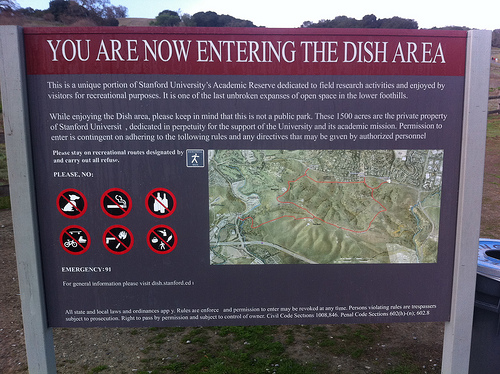 YOU ARE NOW ENTERING THE DISH AREA
This is a unique portion of Stanford University's Academic Reserve dedicated to field research activities and enjoyed by
visitors for recreational purposes. It is one of the last unbroken expanses of open space in the lower foothills.
While enjoying the Dish area, please keep in mind that this is not a public park. These 1500 acres are the private property
of Stanford University , dedicated in perpetuity for the support of the University and its academic mission. Permission to
enter is contingent on adhering to the following rules and any directives that may be given by authorized personnel
Please stay on recreational routes designated by
and carry out all refuse.
PLEASE, NO:
EMERGENCY: 91
For general information please visit dish.stanford.ed
All state and local laws and ordinances app y. Rules are enforce and permission to enter may be revoked at any time. Persons violating rules are trespassers
subject to prosecution. Right to pass by permission and subject to control of owner. Civil Code Sections 1008,846. Penal Code Sections 602(h)-(n); 602.8